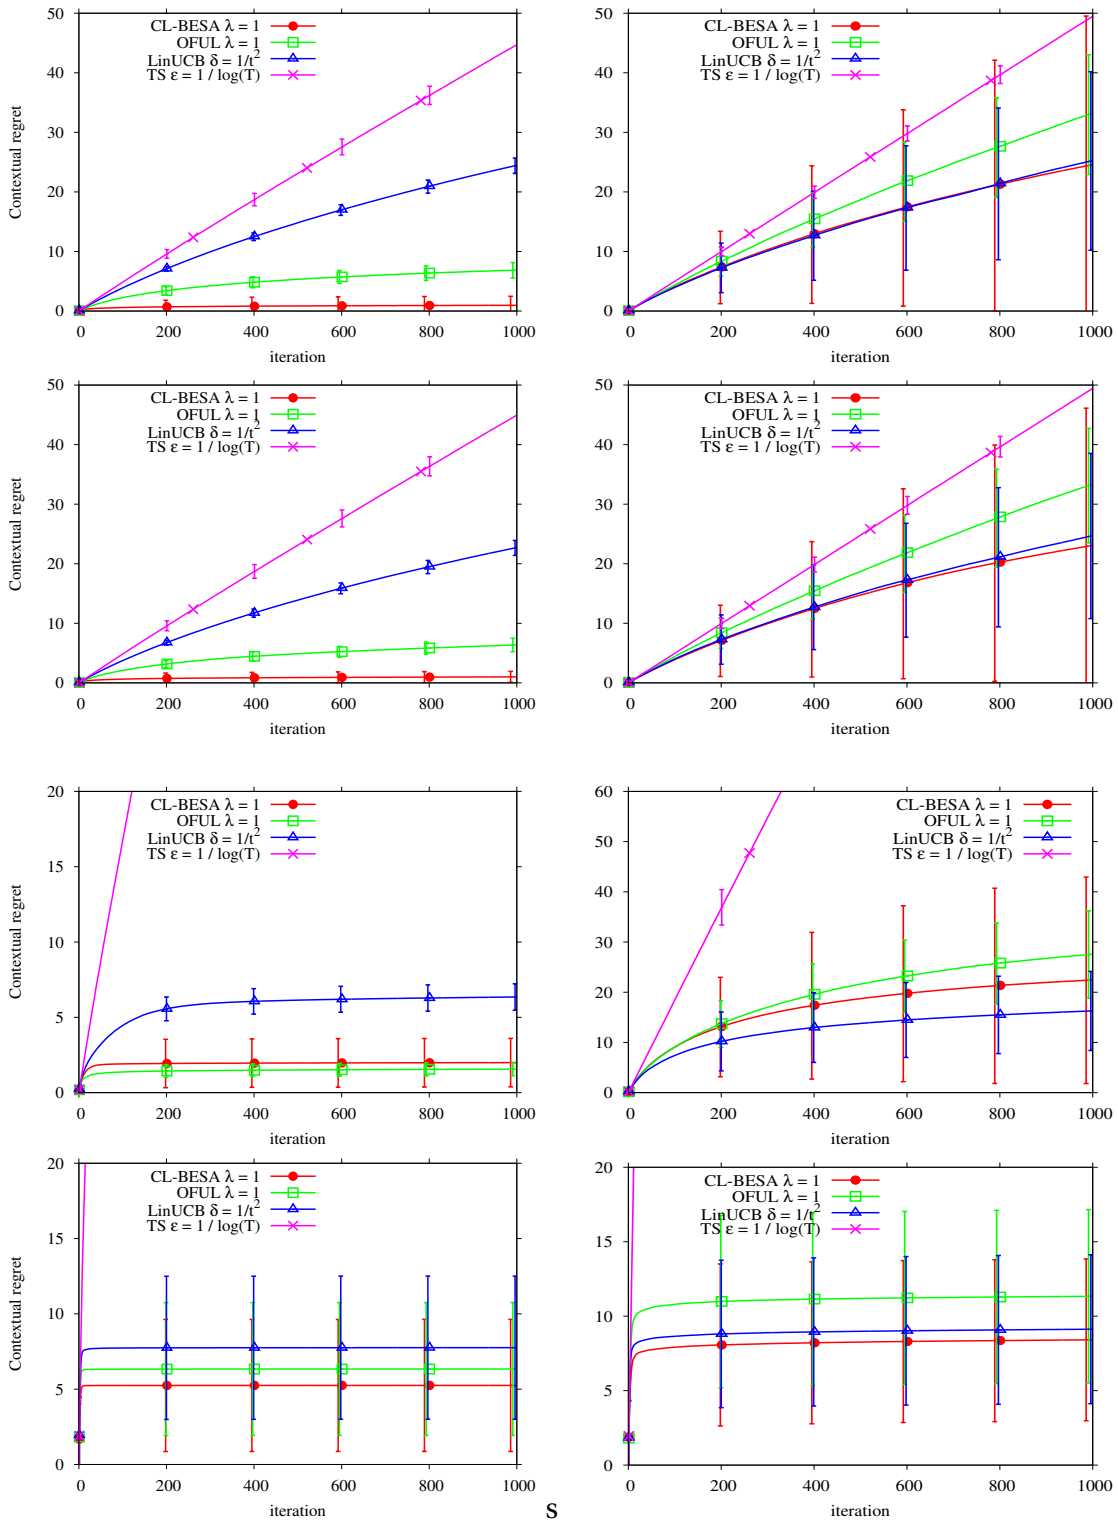 50
40
30
20
10
0
Contextual regret
CL-BESA λ = 1
OFUL λ = 1
LinUCB δ = 1/t²
TS ε = 1 / log(T)
0 200 400 600 800 1000
iteration
50
40
30
20
10
0
CL-BESA λ = 1
OFUL λ = 1
LinUCB δ = 1/t²
TS ε = 1 / log(T)
0 200 400 600 800 1000
iteration
50
40
30
20
10
0
Contextual regret
CL-BESA λ = 1
OFUL λ = 1
LinUCB δ = 1/t²
TS ε = 1 / log(T)
0 200 400 600 800 1000
iteration
50
40
30
20
10
0
CL-BESA λ = 1
OFUL λ = 1
LinUCB δ = 1/t²
TS ε = 1 / log(T)
0 200 400 600 800 1000
iteration
20
15
10
5
0
Contextual regret
CL-BESA λ = 1
OFUL λ = 1
LinUCB δ = 1/t²
TS ε = 1 / log(T)
0 200 400 600 800 1000
iteration
60
50
40
30
20
10
0
CL-BESA λ = 1
OFUL λ = 1
LinUCB δ = 1/t²
TS ε = 1 / log(T)
0 200 400 600 800 1000
iteration
20
15
10
5
0
Contextual regret
CL-BESA λ = 1
OFUL λ = 1
LinUCB δ = 1/t²
TS ε = 1 / log(T)
0 200 400 600 800 1000
iteration
20
15
10
5
0
CL-BESA λ = 1
OFUL λ = 1
LinUCB δ = 1/t²
TS ε = 1 / log(T)
0 200 400 600 800 1000
iteration
S